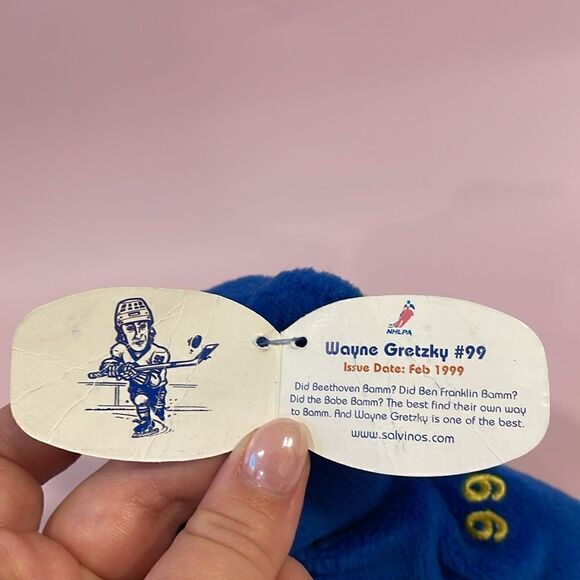 NHLPA
Wayne Gretzky #99
Issue Date: Feb 1999
Did Beethoven Bamm? Did Ben Franklin Bamm?
Did the Babe Bamm? The best find their own way
to Bamm. And Wayne Gretzky is one of the best.
www.salvinos.com
99